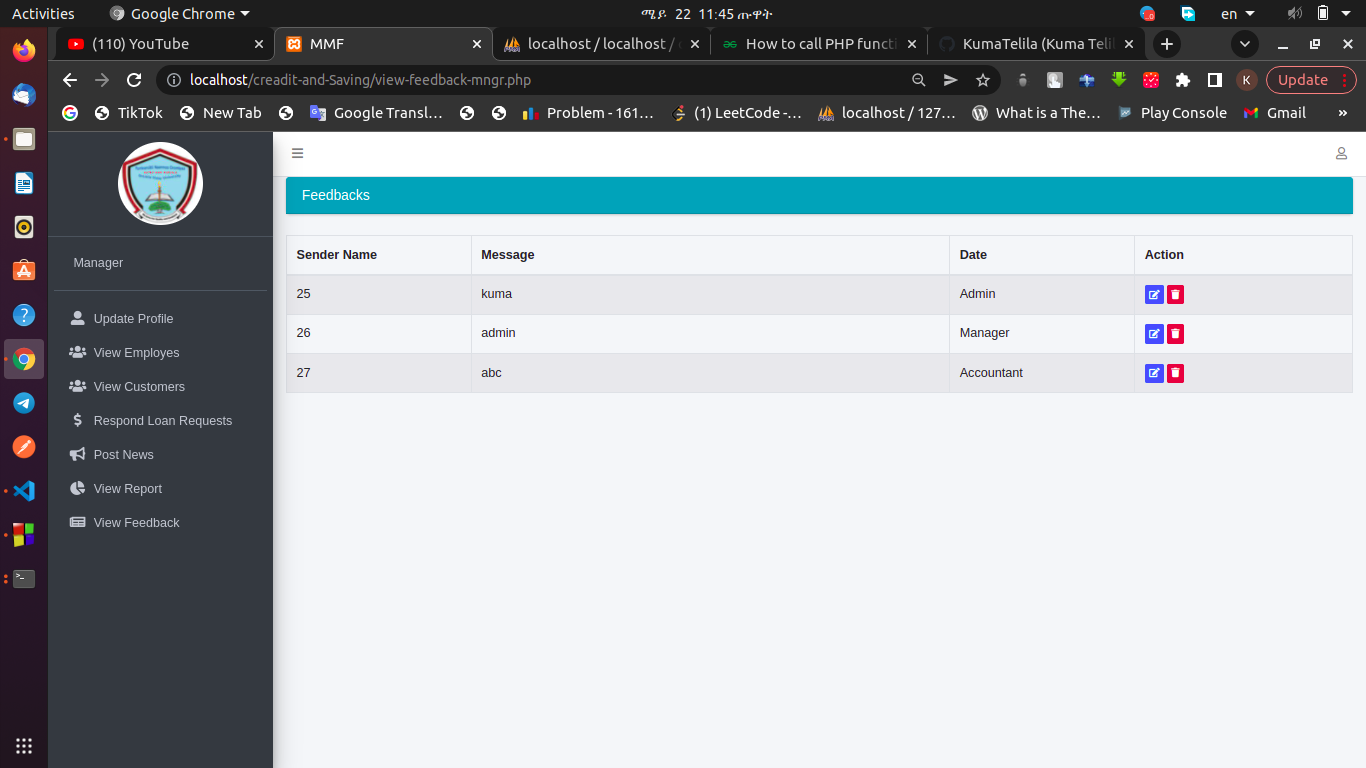 Activities
Google Chrome
ሜይ 22 11:45 ጡዋት
en
(110) YouTube
MMF
localhost / localhost /
How to call PHP functi
KumaTelila (Kuma Teli
localhost/creadit-and-Saving/view-feedback-mngr.php
K
Update
TikTok
New Tab
Google Transl...
Problem - 161...
(1) LeetCode -...
localhost / 127...
What is a The...
Play Console
Gmail
»
Feedbacks
Manager
Update Profile
View Employes
View Customers
Respond Loan Requests
Post News
View Report
View Feedback
Sender Name Message Date Action
25 kuma Admin
26 admin Manager
27 abc Accountant